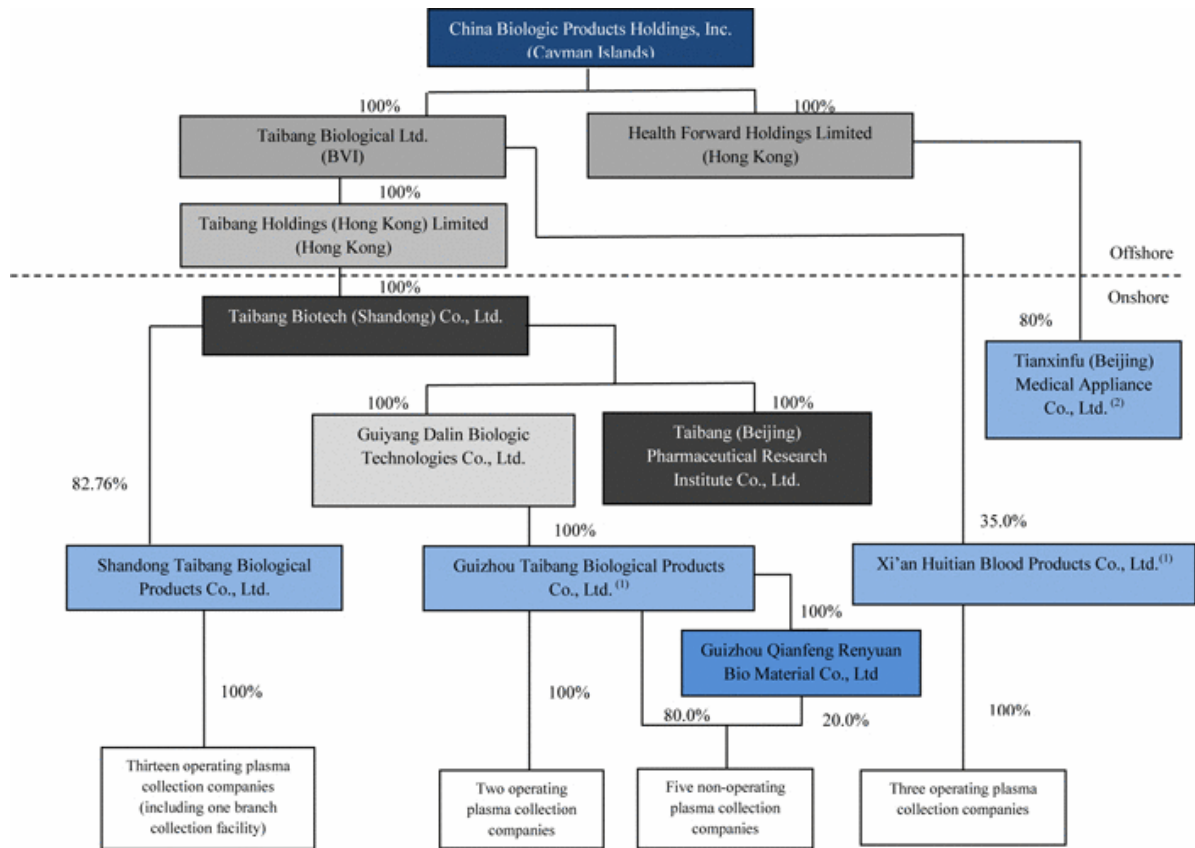 China Biologic Products Holdings, Inc.
(Cayman Islands)
100%
100%
Taibang Biological Ltd.
(BVI)
Health Forward Holdings Limited
(Hong Kong)
100%
Taibang Holdings (Hong Kong) Limited
(Hong Kong)
Offshore
100%
Onshore
Taibang Biotech (Shandong) Co., Ltd.
80%
Tianxinfu (Beijing)
Medical Appliance
Co., Ltd. (2)
100%
100%
Guiyang Dalin Biologic
Technologies Co., Ltd.
Taibang (Beijing)
Pharmaceutical Research
Institute Co., Ltd.
82.76%
100%
35.0%
Shandong Taibang Biological
Products Co., Ltd.
Guizhou Taibang Biological Products
Co., Ltd. (1)
Xi'an Huitian Blood Products Co., Ltd.(1)
100%
Guizhou Qianfeng Renyuan
Bio Material Co., Ltd
100%
100%
80.0%
20.0%
100%
Thirteen operating plasma
collection companies
(including one branch
collection facility)
Two operating
plasma collection
companies
Five non-operating
plasma collection
companies
Three operating plasma
collection companies